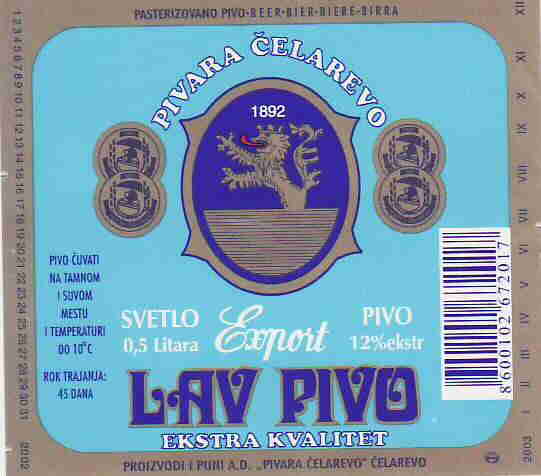 PASTERIZOVANO PIVO-BEER-BIER-BIERE-BIRRA
PIVARA ČELAREVO
1892
PIVO ČUVATI
NA TAMNOM
I SUVOM
MESTU
I TEMPERATURI
DO 10°C
ROK TRAJANJA:
45 DANA
SVETLO
0,5 Litara
Export
PIVO
12%ekstr
LAV PIVO
EKSTRA KVALITET
PROIZVODI I PUNI A.D. „PIVARA ČELAREVO" ČELAREVO
1 2 3 4 5 6 7 8 9 10 11 12 13 14 15 16 17 18 19 20 21 22 23 24 25 26 27 28 29 30 31
2002
2003 I II III IV V VI VII VIII IX X XI XII
8600102672017